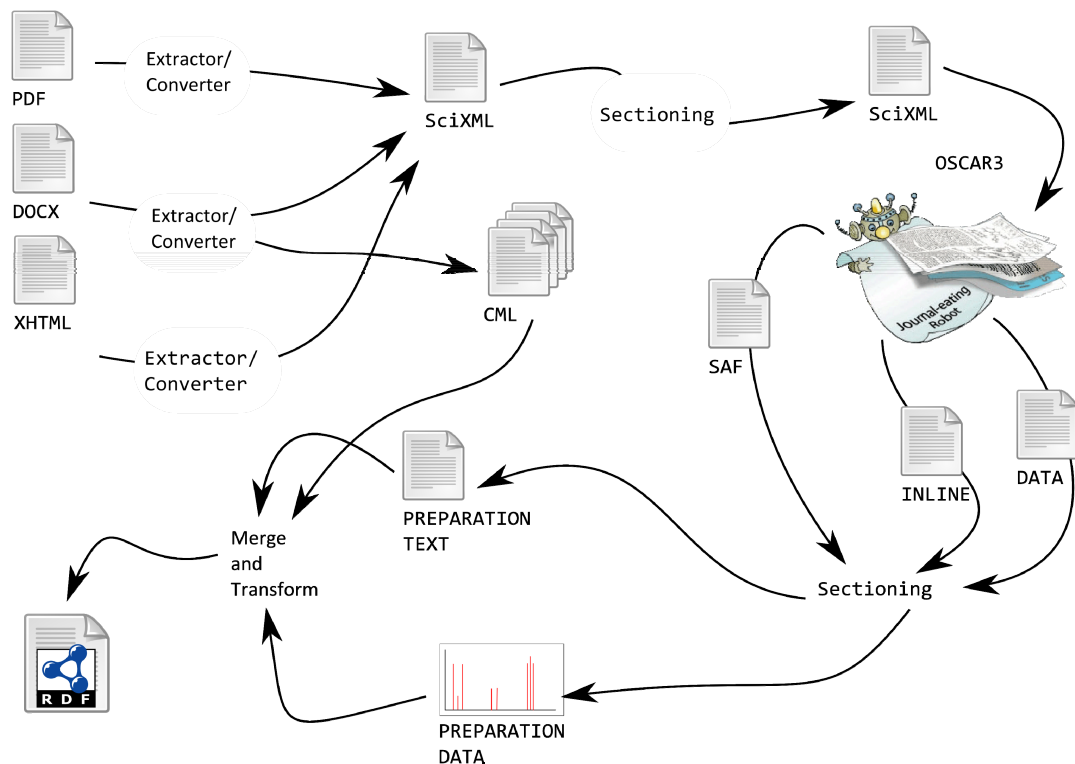 PDF
Extractor/
Converter
SciXML
Sectioning
SciXML
OSCAR3
DOCX
Extractor/
Converter
XHTML
CML
Journal-eating
Robot
Extractor/
Converter
SAF
INLINE
DATA
PREPARATION
TEXT
Merge
and
Transform
Sectioning
RDF
PREPARATION
DATA